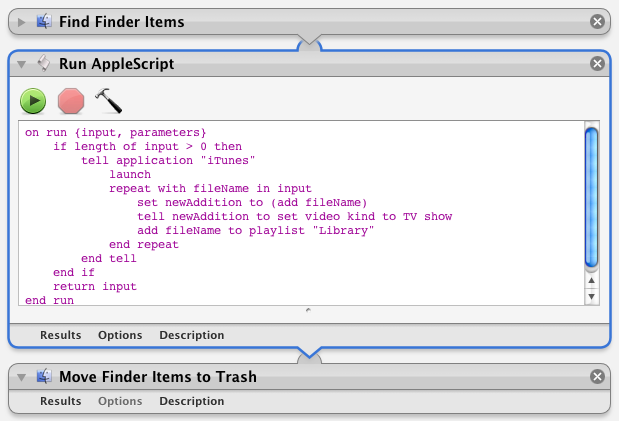 Find Finder Items
Run AppleScript
on run {input, parameters}
    if length of input > 0 then
        tell application "iTunes"
            launch
            repeat with fileName in input
                set newAddition to (add fileName)
                tell newAddition to set video kind to TV show
                add fileName to playlist "Library"
            end repeat
        end tell
    end if
    return input
end run
Results Options Description
Move Finder Items to Trash
Results Options Description